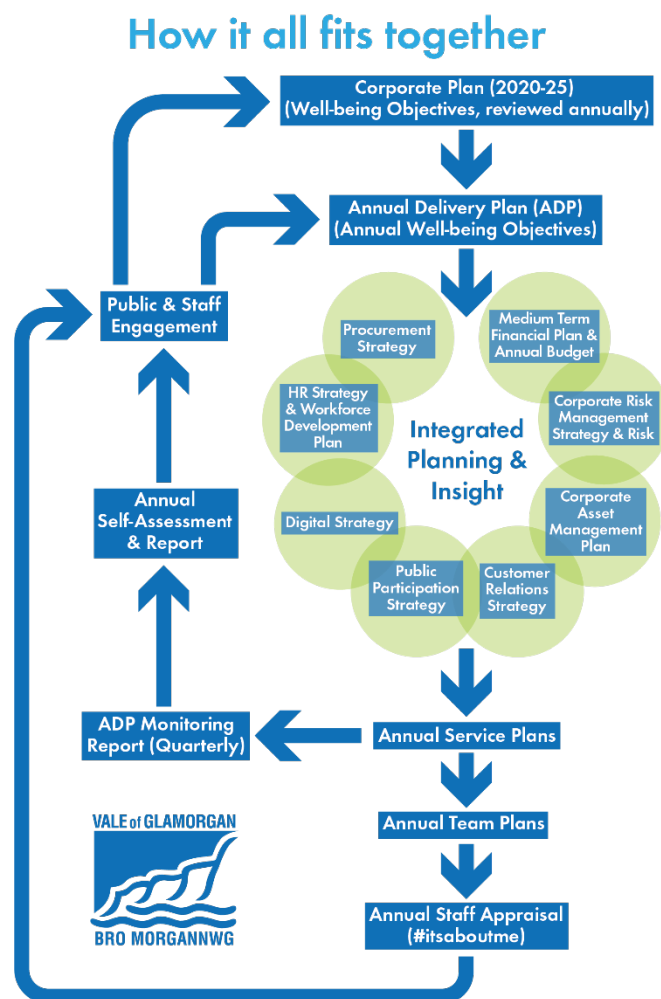 How it all fits together
Corporate Plan (2020-25)
(Well-being Objectives, reviewed annually)
Annual Delivery Plan (ADP)
(Annual Well-being Objectives)
Public & Staff
Engagement
Procurement
Strategy
Medium Term
Financial Plan &
Annual Budget
HR Strategy
& Workforce
Development
Plan
Corporate Risk
Management
Strategy & Risk
Integrated
Planning &
Insight
Annual
Self-Assessment
& Report
Digital Strategy
Corporate
Asset
Management
Plan
Public
Participation
Strategy
Customer
Relations
Strategy
ADP Monitoring
Report (Quarterly)
Annual Service Plans
Annual Team Plans
Annual Staff Appraisal
(#itsaboutme)
VALE of GLAMORGAN
BRO MORGANNWG